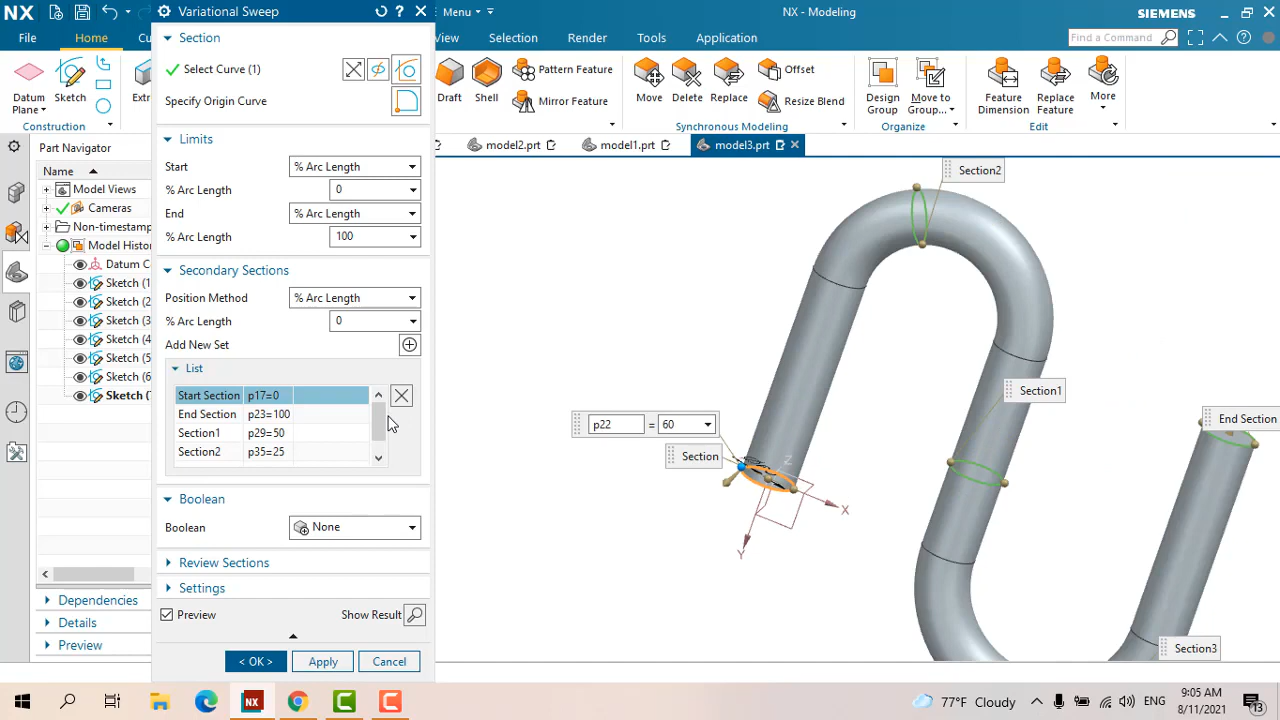 NX
Variational Sweep
Menu
NX - Modeling
SIEMENS
File
Home
View
Selection
Render
Tools
Application
Find a Command
Section
Select Curve (1)
Specify Origin Curve
Limits
Start
% Arc Length
% Arc Length
0
End
% Arc Length
% Arc Length
100
Secondary Sections
Position Method
% Arc Length
% Arc Length
0
Add New Set
List
Start Section p17=0
End Section p23=100
Section1 p29=50
Section2 p35=25
Boolean
Boolean
None
Review Sections
Settings
Preview
Show Result
< OK >
Apply
Cancel
Datum
Plane
Sketch
Construction
Draft
Shell
Pattern Feature
Mirror Feature
Move
Delete
Replace
Offset
Resize Blend
Synchronous Modeling
Design
Group
Move to
Group...
Organize
Feature
Dimension
Replace
Feature
More
Edit
model2.prt
model1.prt
model3.prt
Part Navigator
Name
Model Views
Cameras
Non-timestamp
Model Histor
Sketch (1
Sketch (2
Sketch (3
Sketch (4
Sketch (5
Sketch (6
Sketch (7
Dependencies
Details
Preview
Section2
Section1
End Section
Section3
p22 = 60
Section
Z
X
Y
77°F Cloudy
ENG
9:05 AM
8/11/2021
13